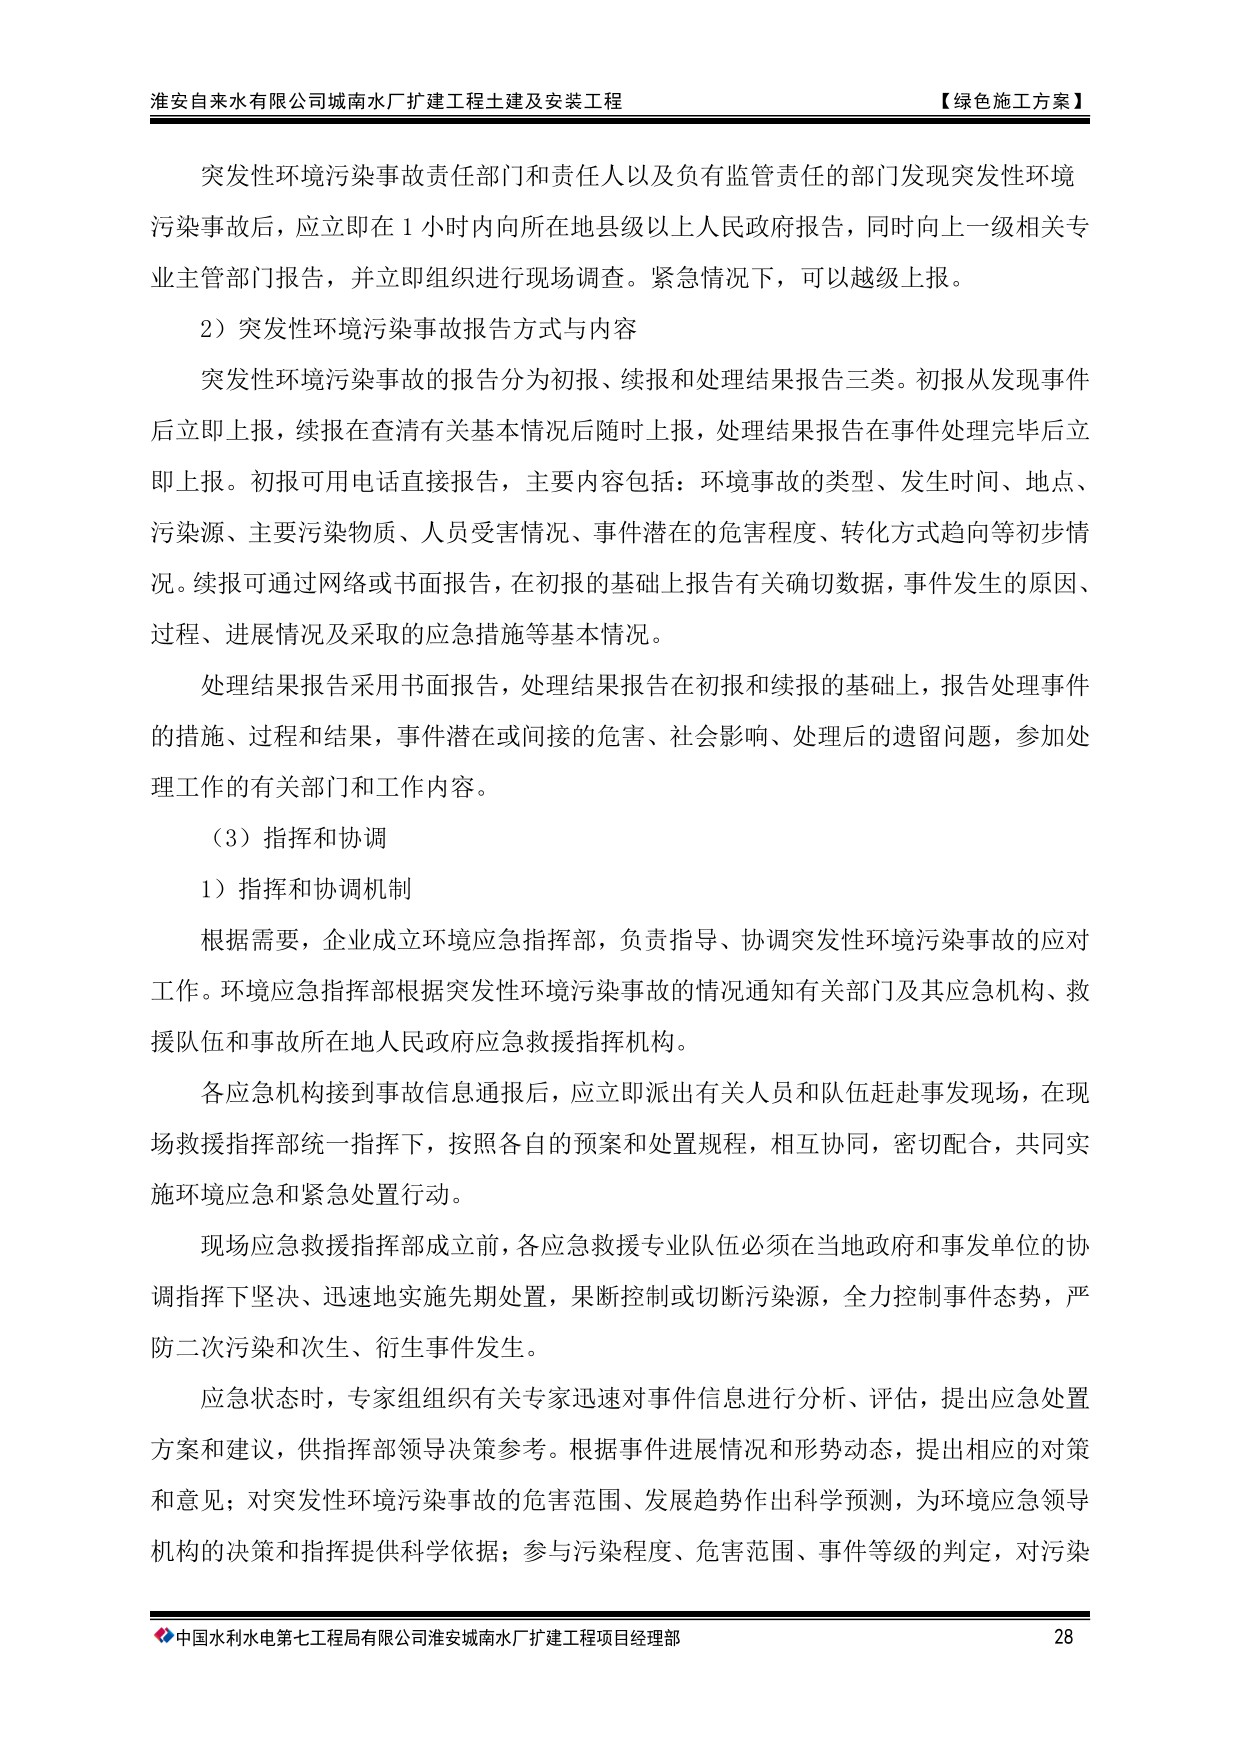 淮安自来水有限公司城南水厂扩建工程土建及安装工程 【绿色施工方案】
突发性环境污染事故责任部门和责任人以及负有监管责任的部门发现突发性环境
污染事故后，应立即在 1 小时内向所在地县级以上人民政府报告，同时向上一级相关专
业主管部门报告，并立即组织进行现场调查。紧急情况下，可以越级上报。
2）突发性环境污染事故报告方式与内容
突发性环境污染事故的报告分为初报、续报和处理结果报告三类。初报从发现事件
后立即上报，续报在查清有关基本情况后随时上报，处理结果报告在事件处理完毕后立
即上报。初报可用电话直接报告，主要内容包括：环境事故的类型、发生时间、地点、
污染源、主要污染物质、人员受害情况、事件潜在的危害程度、转化方式趋向等初步情
况。续报可通过网络或书面报告，在初报的基础上报告有关确切数据，事件发生的原因、
过程、进展情况及采取的应急措施等基本情况。
处理结果报告采用书面报告，处理结果报告在初报和续报的基础上，报告处理事件
的措施、过程和结果，事件潜在或间接的危害、社会影响、处理后的遗留问题，参加处
理工作的有关部门和工作内容。
（3）指挥和协调
1）指挥和协调机制
根据需要，企业成立环境应急指挥部，负责指导、协调突发性环境污染事故的应对
工作。环境应急指挥部根据突发性环境污染事故的情况通知有关部门及其应急机构、救
援队伍和事故所在地人民政府应急救援指挥机构。
各应急机构接到事故信息通报后，应立即派出有关人员和队伍赶赴事发现场，在现
场救援指挥部统一指挥下，按照各自的预案和处置规程，相互协同，密切配合，共同实
施环境应急和紧急处置行动。
现场应急救援指挥部成立前，各应急救援专业队伍必须在当地政府和事发单位的协
调指挥下坚决、迅速地实施先期处置，果断控制或切断污染源，全力控制事件态势，严
防二次污染和次生、衍生事件发生。
应急状态时，专家组组织有关专家迅速对事件信息进行分析、评估，提出应急处置
方案和建议，供指挥部领导决策参考。根据事件进展情况和形势动态，提出相应的对策
和意见；对突发性环境污染事故的危害范围、发展趋势作出科学预测，为环境应急领导
机构的决策和指挥提供科学依据；参与污染程度、危害范围、事件等级的判定，对污染
中国水利水电第七工程局有限公司淮安城南水厂扩建工程项目经理部 28